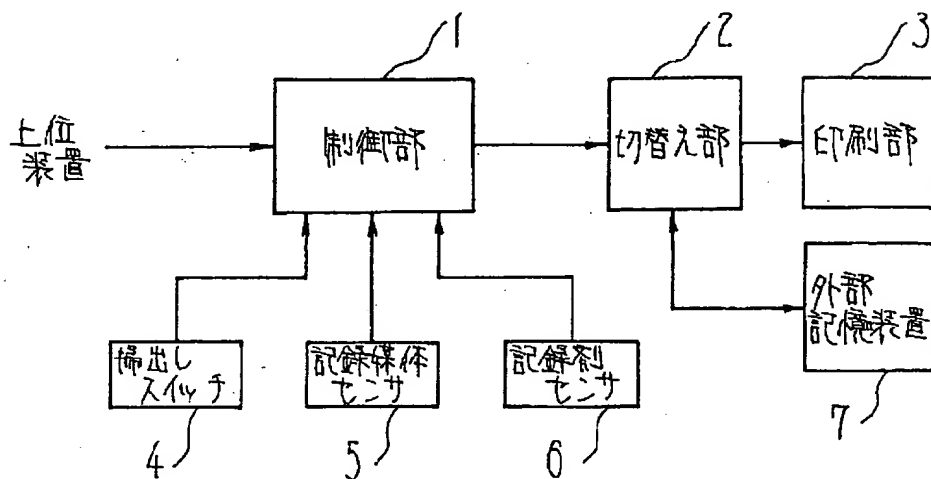 1
2
3
上位
装置
制御部
切替え部
印刷部
外部
記憶装置
掃出し
スイッチ
記録媒体
センサ
記録剤
センサ
4
5
6
7